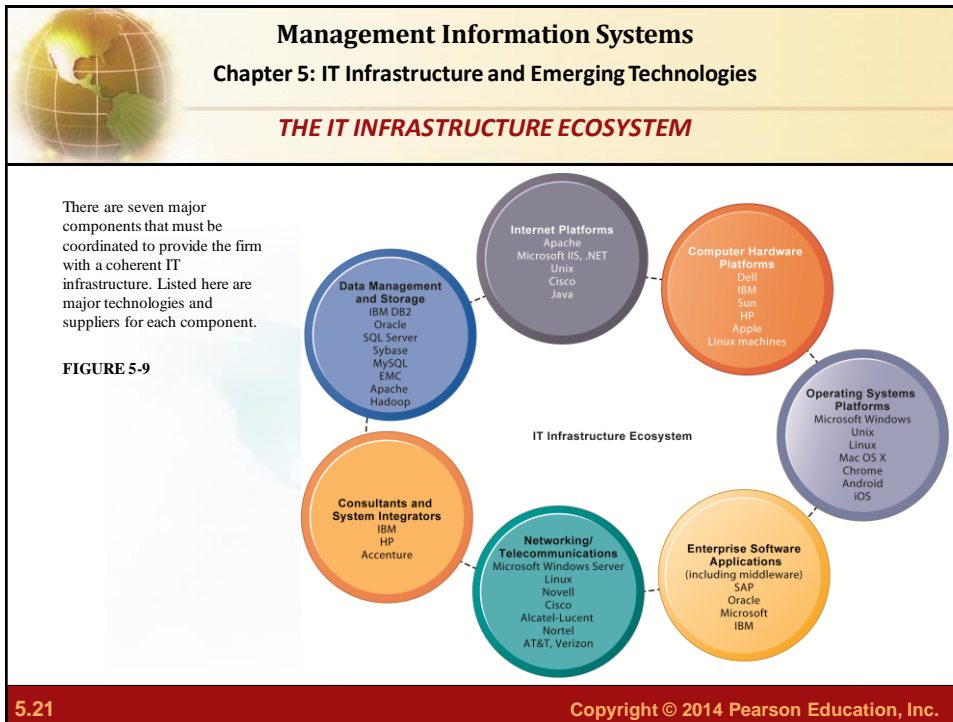 Management Information Systems
Chapter 5: IT Infrastructure and Emerging Technologies
THE IT INFRASTRUCTURE ECOSYSTEM
There are seven major
components that must be
coordinated to provide the firm
with a coherent IT
infrastructure. Listed here are
major technologies and
suppliers for each component.
FIGURE 5-9
Internet Platforms
Apache
Microsoft IIS, .NET
Unix
Cisco
Java
Computer Hardware
Platforms
Dell
IBM
Sun
HP
Apple
Linux machines
Data Management
and Storage
IBM DB2
Oracle
SQL Server
Sybase
MySQL
EMC
Apache
Hadoop
Operating Systems
Platforms
Microsoft Windows
Unix
Linux
Mac OS X
Chrome
Android
iOS
IT Infrastructure Ecosystem
Consultants and
System Integrators
IBM
HP
Accenture
Networking/
Telecommunications
Microsoft Windows Server
Linux
Novell
Cisco
Alcatel-Lucent
Nortel
AT&T, Verizon
Enterprise Software
Applications
(including middleware)
SAP
Oracle
Microsoft
IBM
5.21
Copyright © 2014 Pearson Education, Inc.